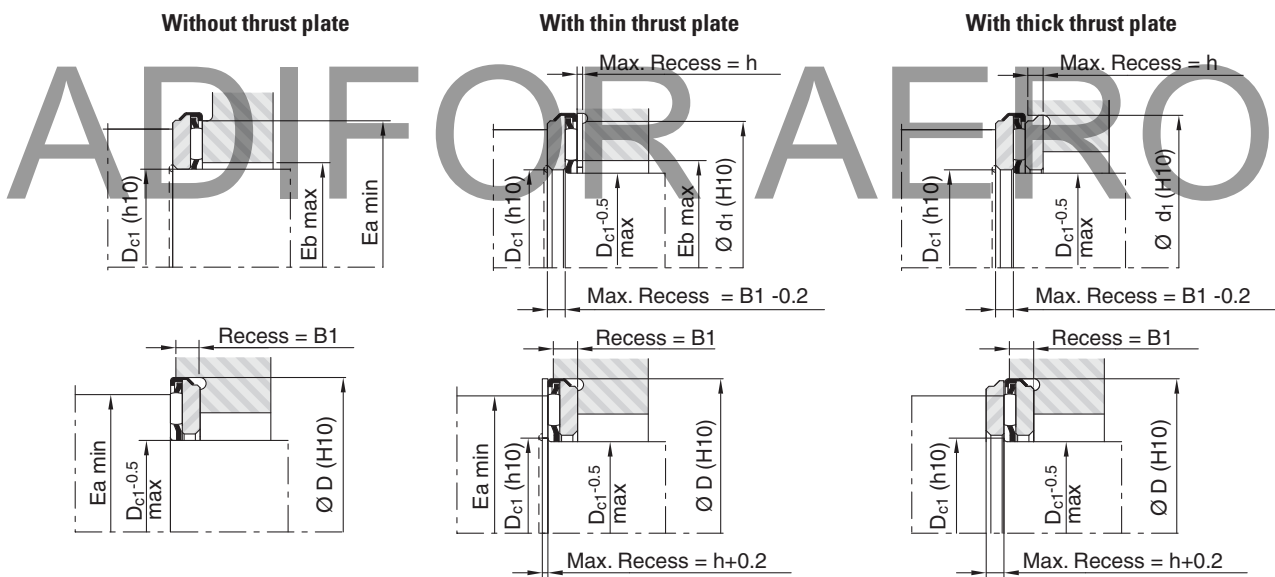 Without thrust plate
With thin thrust plate
With thick thrust plate
ADIFOR AERO
Dc1 (h10)
Eb max
Ea min
Max. Recess = h
Dc1 (h10)
Dc1-0.5 max
Eb max
Ø d1 (H10)
Max. Recess = B1 -0.2
Max. Recess = h
Dc1 (h10)
Dc1-0.5 max
Ø d1 (H10)
Max. Recess = B1 -0.2
Recess = B1
Ea min
Dc1-0.5 max
Ø D (H10)
Recess = B1
Ea min
Dc1 (h10)
Dc1-0.5 max
Ø D (H10)
Max. Recess = h+0.2
Recess = B1
Dc1 (h10)
Dc1-0.5 max
Ø D (H10)
Max. Recess = h+0.2